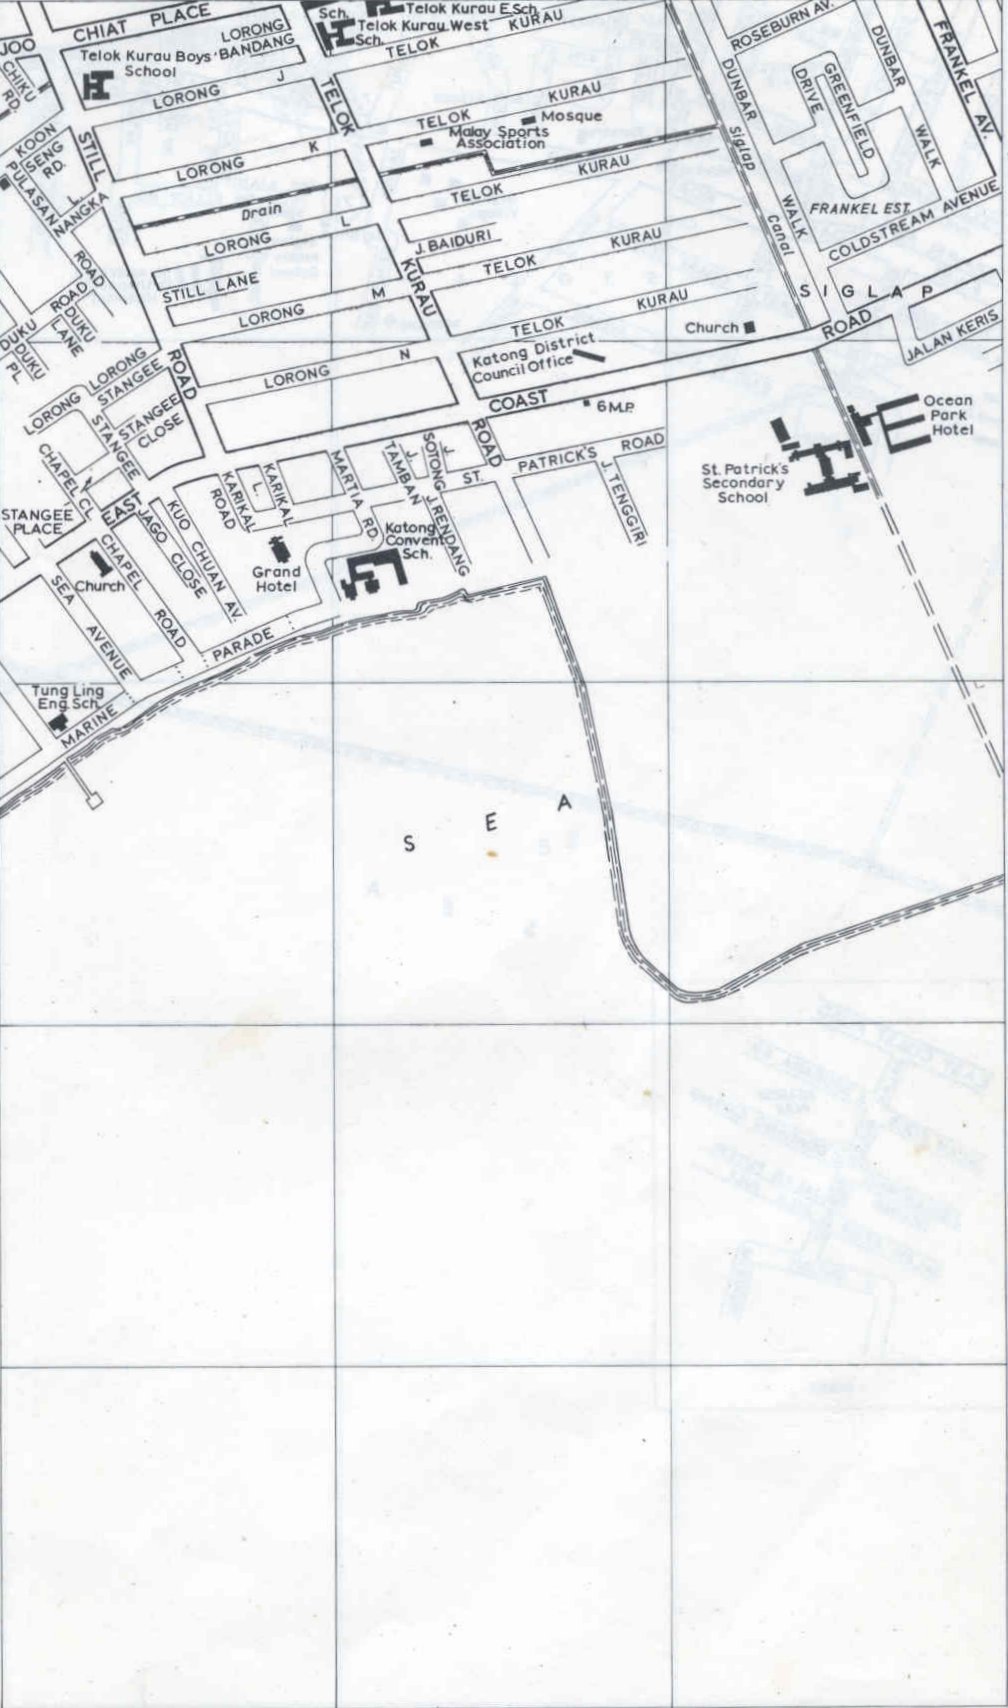 JOO CHIAT PLACE
CHIKU RD.
LORONG BANDANG
Sch.
Telok Kurau E.Sch
Telok Kurau West
Sch.
TELOK KURAU
Telok Kurau Boys'
School
LORONG J
TELOK KURAU
KOON SENG RD.
PULASAN ROAD
L. NANGKA
STILL ROAD
LORONG K
TELOK KURAU
Mosque
Malay Sports
Association
Drain
TELOK KURAU
LORONG L
J. BAIDURI
TELOK KURAU
STILL LANE
LORONG M
TELOK KURAU ROAD
TELOK KURAU
LORONG N
DUKU ROAD
DUKU LANE
DUKU PL
ROSEBURN AV.
DUNBAR WALK
DUNBAR WALK
GREENFIELD DRIVE
FRANKEL AV.
FRANKEL EST.
COLDSTREAM AVENUE
Siglap Canal
SIGLAP
JALAN KERIS
Church
Katong District
Council Office
EAST COAST ROAD
6M.P.
Ocean
Park
Hotel
St. Patrick's
Secondary
School
LORONG STANGEE
LORONG STANGEE
STANGEE CLOSE
CHAPEL CL
STANGEE
PLACE
JAGO CLOSE
KUO CHUAN AV.
KARIKAL ROAD
L. KARIKAL
MARTIA RD.
J. TAMBAN
J. SOTONG
J. RENDANG
ST. PATRICK'S ROAD
J. TENGGIRI
Katong
Convent
Sch.
Grand
Hotel
Church
CHAPEL ROAD
SEA AVENUE
Tung Ling
Eng. Sch.
MARINE PARADE
SEA